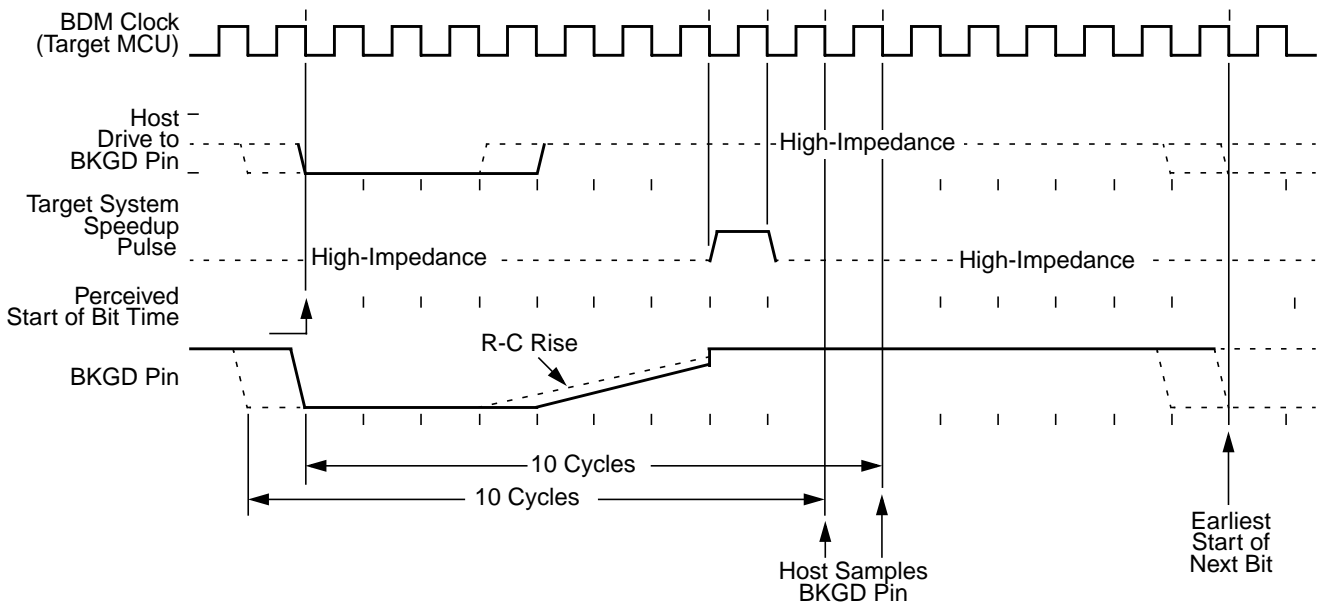 BDM Clock
(Target MCU)
Host
Drive to
BKGD Pin
High-Impedance
Target System
Speedup
Pulse
High-Impedance
High-Impedance
Perceived
Start of Bit Time
R-C Rise
BKGD Pin
10 Cycles
10 Cycles
Earliest
Start of
Next Bit
Host Samples
BKGD Pin